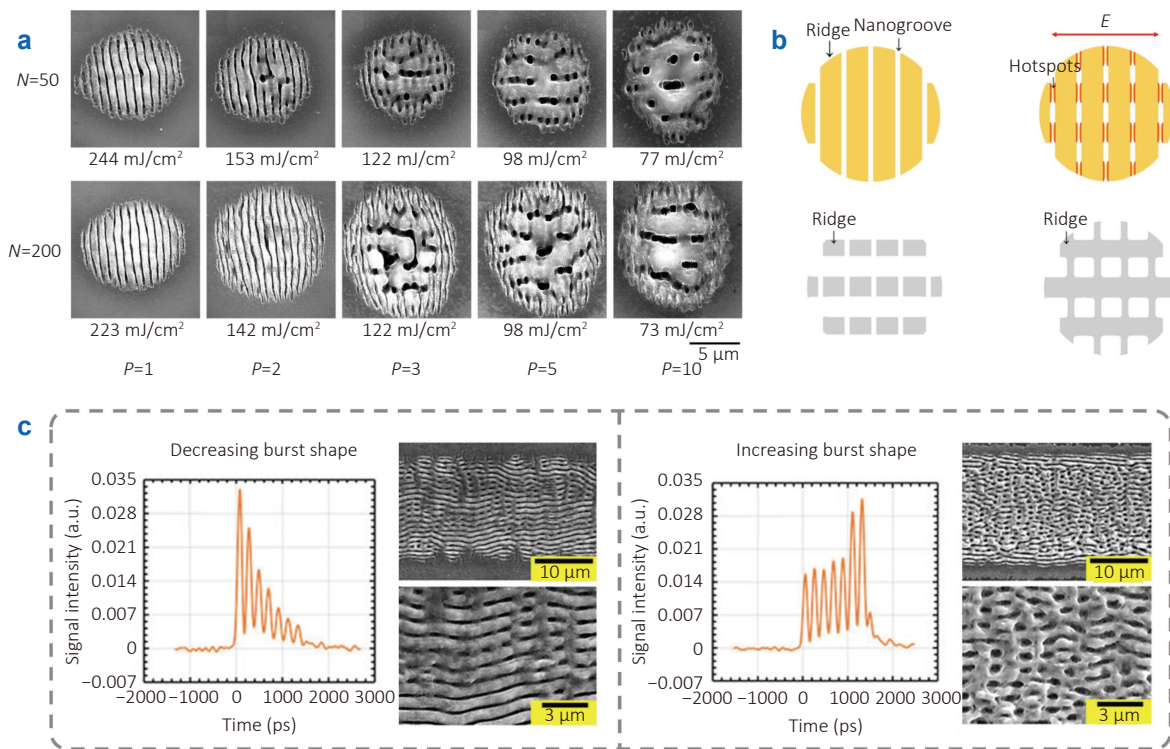 a
N=50
244 mJ/cm²
153 mJ/cm²
122 mJ/cm²
98 mJ/cm²
77 mJ/cm²
N=200
223 mJ/cm²
142 mJ/cm²
122 mJ/cm²
98 mJ/cm²
73 mJ/cm²
5 μm
P=1
P=2
P=3
P=5
P=10
b
Ridge
Nanogroove
E
Hotspots
Ridge
Ridge
c
Decreasing burst shape
Signal intensity (a.u.)
0.035
0.028
0.021
0.014
0.007
0
−0.007
−2000
−1000
0
1000
2000
3000
Time (ps)
10 μm
3 μm
Increasing burst shape
Signal intensity (a.u.)
0.035
0.028
0.021
0.014
0.007
0
−0.007
−2000
−1000
0
1000
2000
3000
Time (ps)
10 μm
3 μm